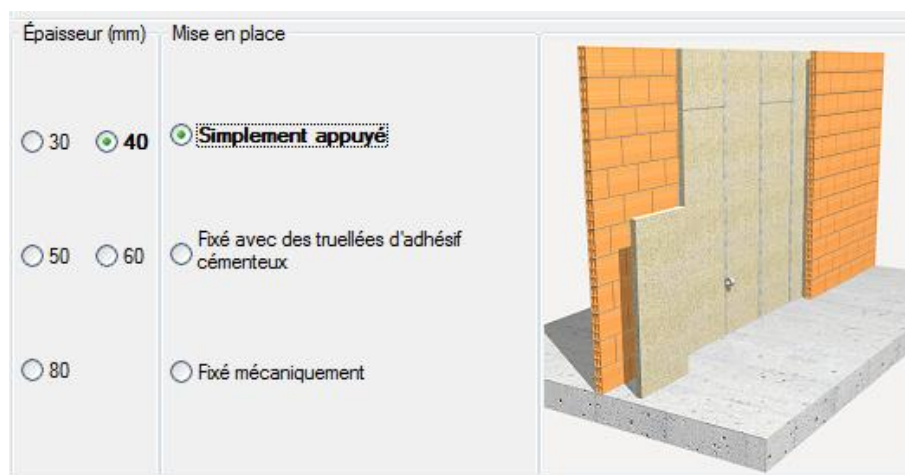 Épaisseur (mm) Mise en place
30 40 Simplement appuyé
50 60 Fixé avec des truellées d'adhésif
cémenteux
80 Fixé mécaniquement